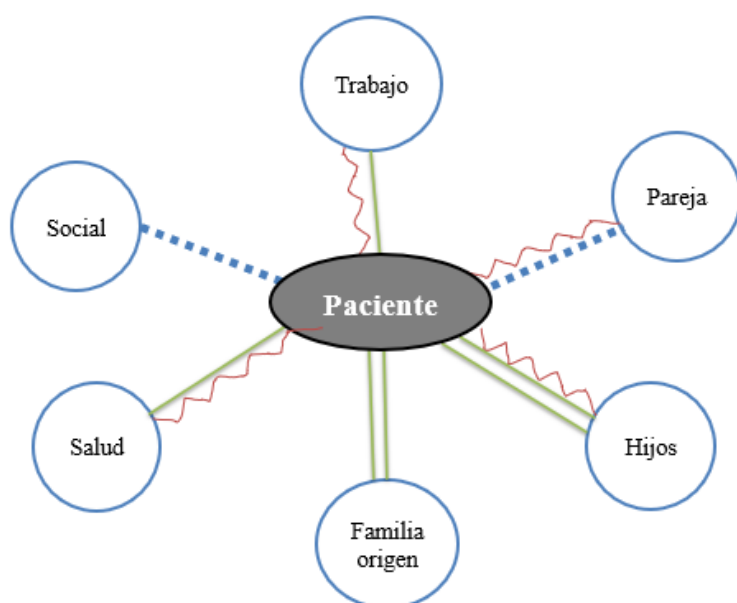 Trabajo
Social
Pareja
Paciente
Salud
Hijos
Familia
origen